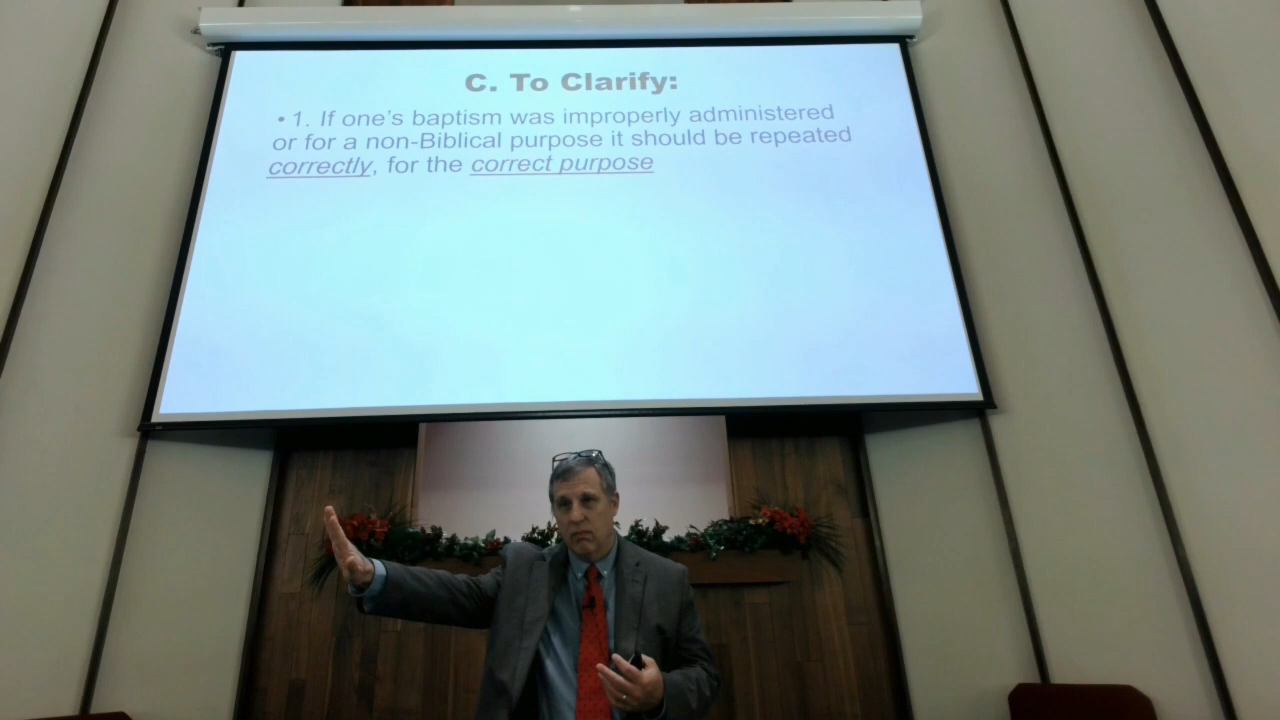 C. To Clarify:
• 1. If one's baptism was improperly administered
or for a non-Biblical purpose it should be repeated
correctly, for the correct purpose